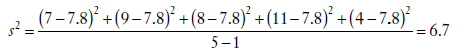 s² = ((7−7.8)² + (9−7.8)² + (8−7.8)² + (11−7.8)² + (4−7.8)²) / (5−1) = 6.7